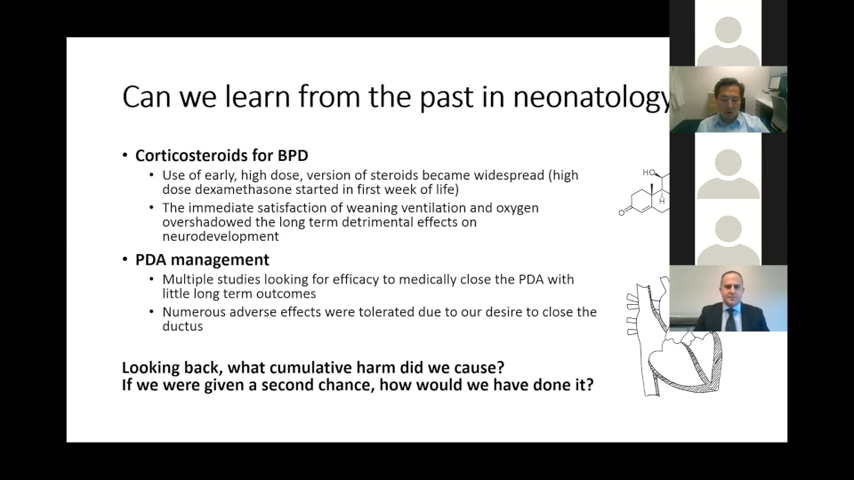 Can we learn from the past in neonatology
• Corticosteroids for BPD
• Use of early, high dose, version of steroids became widespread (high
dose dexamethasone started in first week of life)
• The immediate satisfaction of weaning ventilation and oxygen
overshadowed the long term detrimental effects on
neurodevelopment
• PDA management
• Multiple studies looking for efficacy to medically close the PDA with
little long term outcomes
• Numerous adverse effects were tolerated due to our desire to close the
ductus
Looking back, what cumulative harm did we cause?
If we were given a second chance, how would we have done it?
HO
H
O